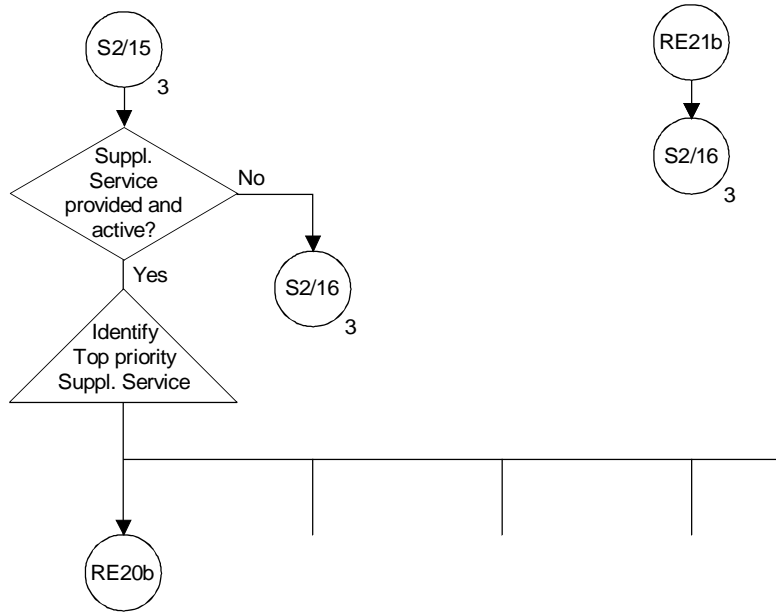 S2/15
3
Suppl.
Service
provided and
active?
No
Yes
S2/16
3
Identify
Top priority
Suppl. Service
RE20b
RE21b
S2/16
3